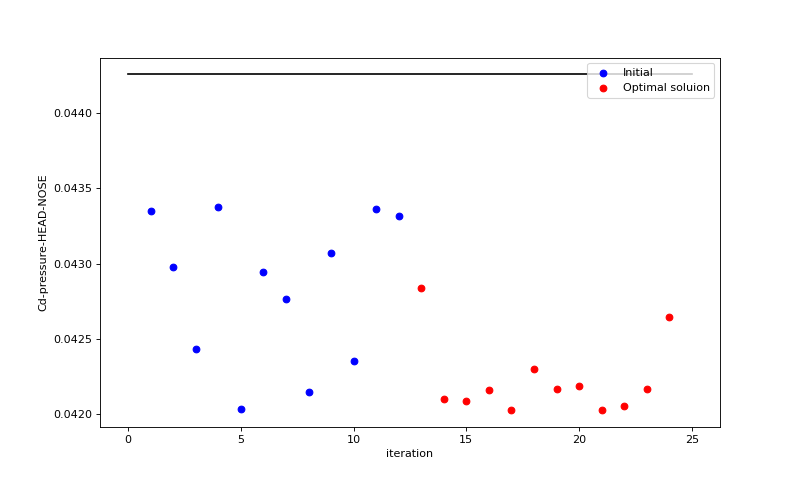 Initial
Optimal soluion
0.0440
0.0435
0.0430
0.0425
0.0420
Cd-pressure-HEAD-NOSE
0 5 10 15 20 25
iteration